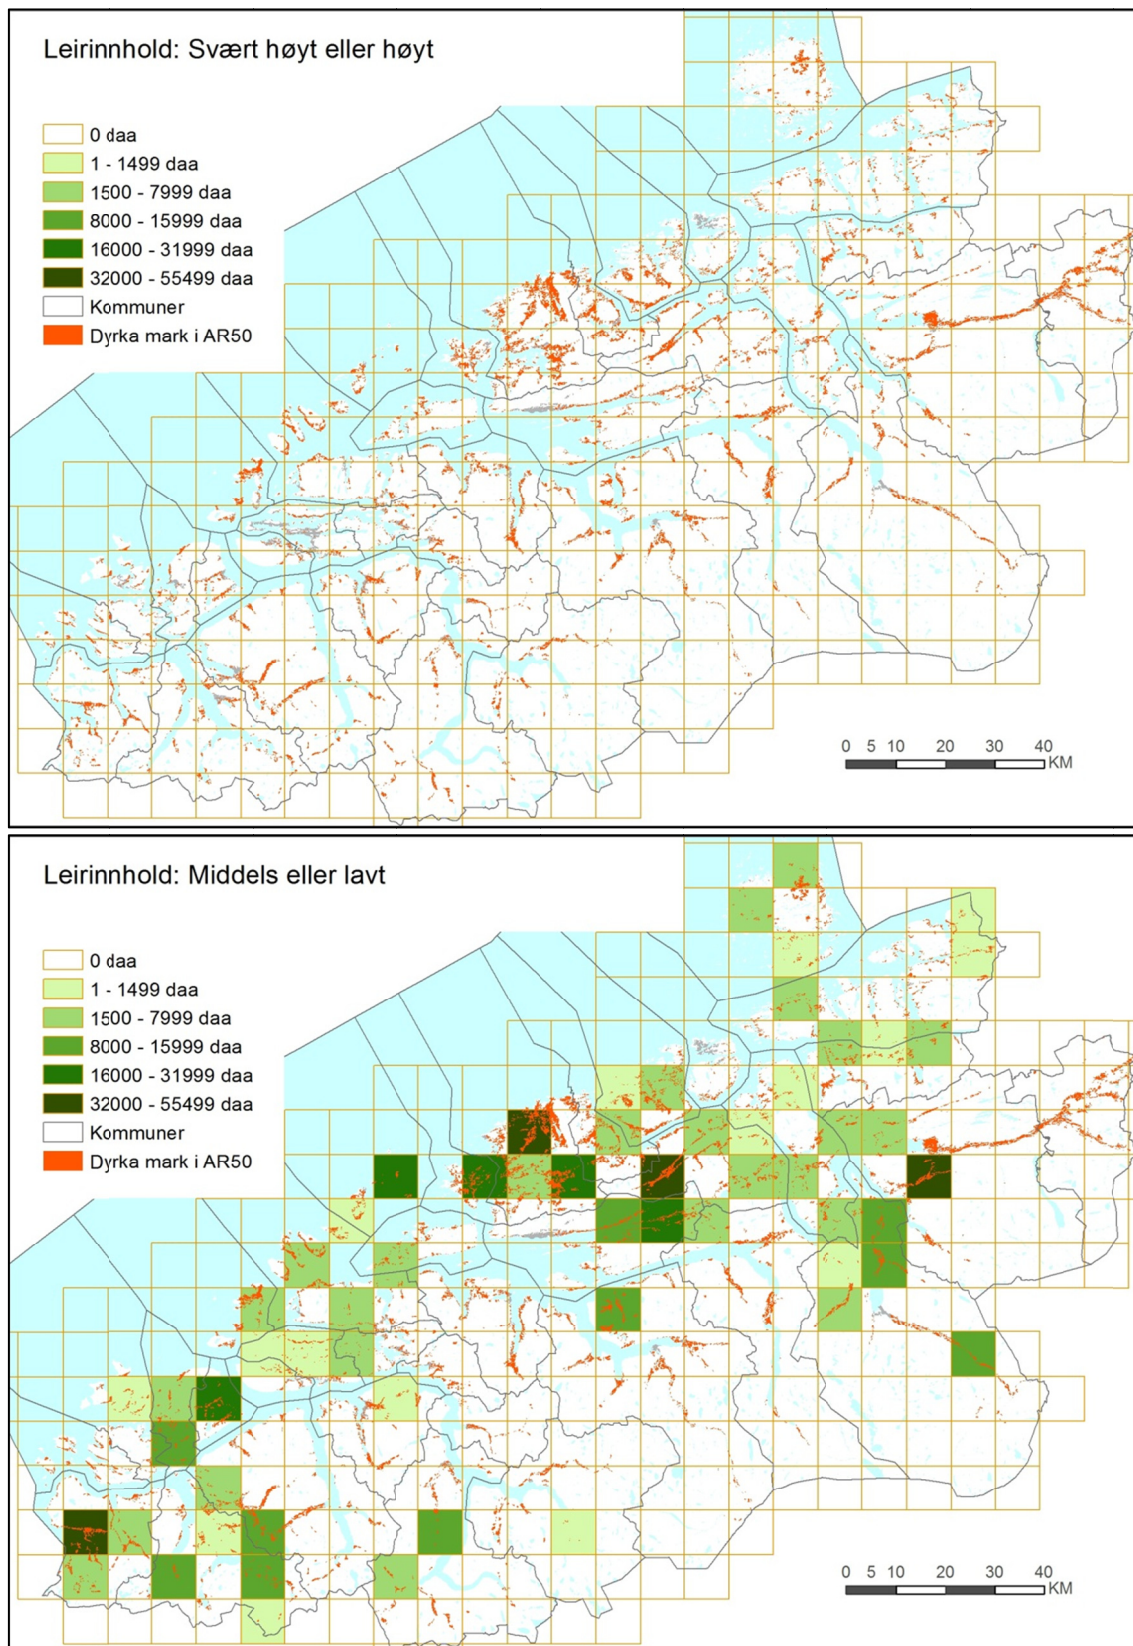 Leirinnhold: Svært høyt eller høyt
0 daa
1 - 1499 daa
1500 - 7999 daa
8000 - 15999 daa
16000 - 31999 daa
32000 - 55499 daa
Kommuner
Dyrka mark i AR50
0 5 10 20 30 40
KM
Leirinnhold: Middels eller lavt
0 daa
1 - 1499 daa
1500 - 7999 daa
8000 - 15999 daa
16000 - 31999 daa
32000 - 55499 daa
Kommuner
Dyrka mark i AR50
0 5 10 20 30 40
KM